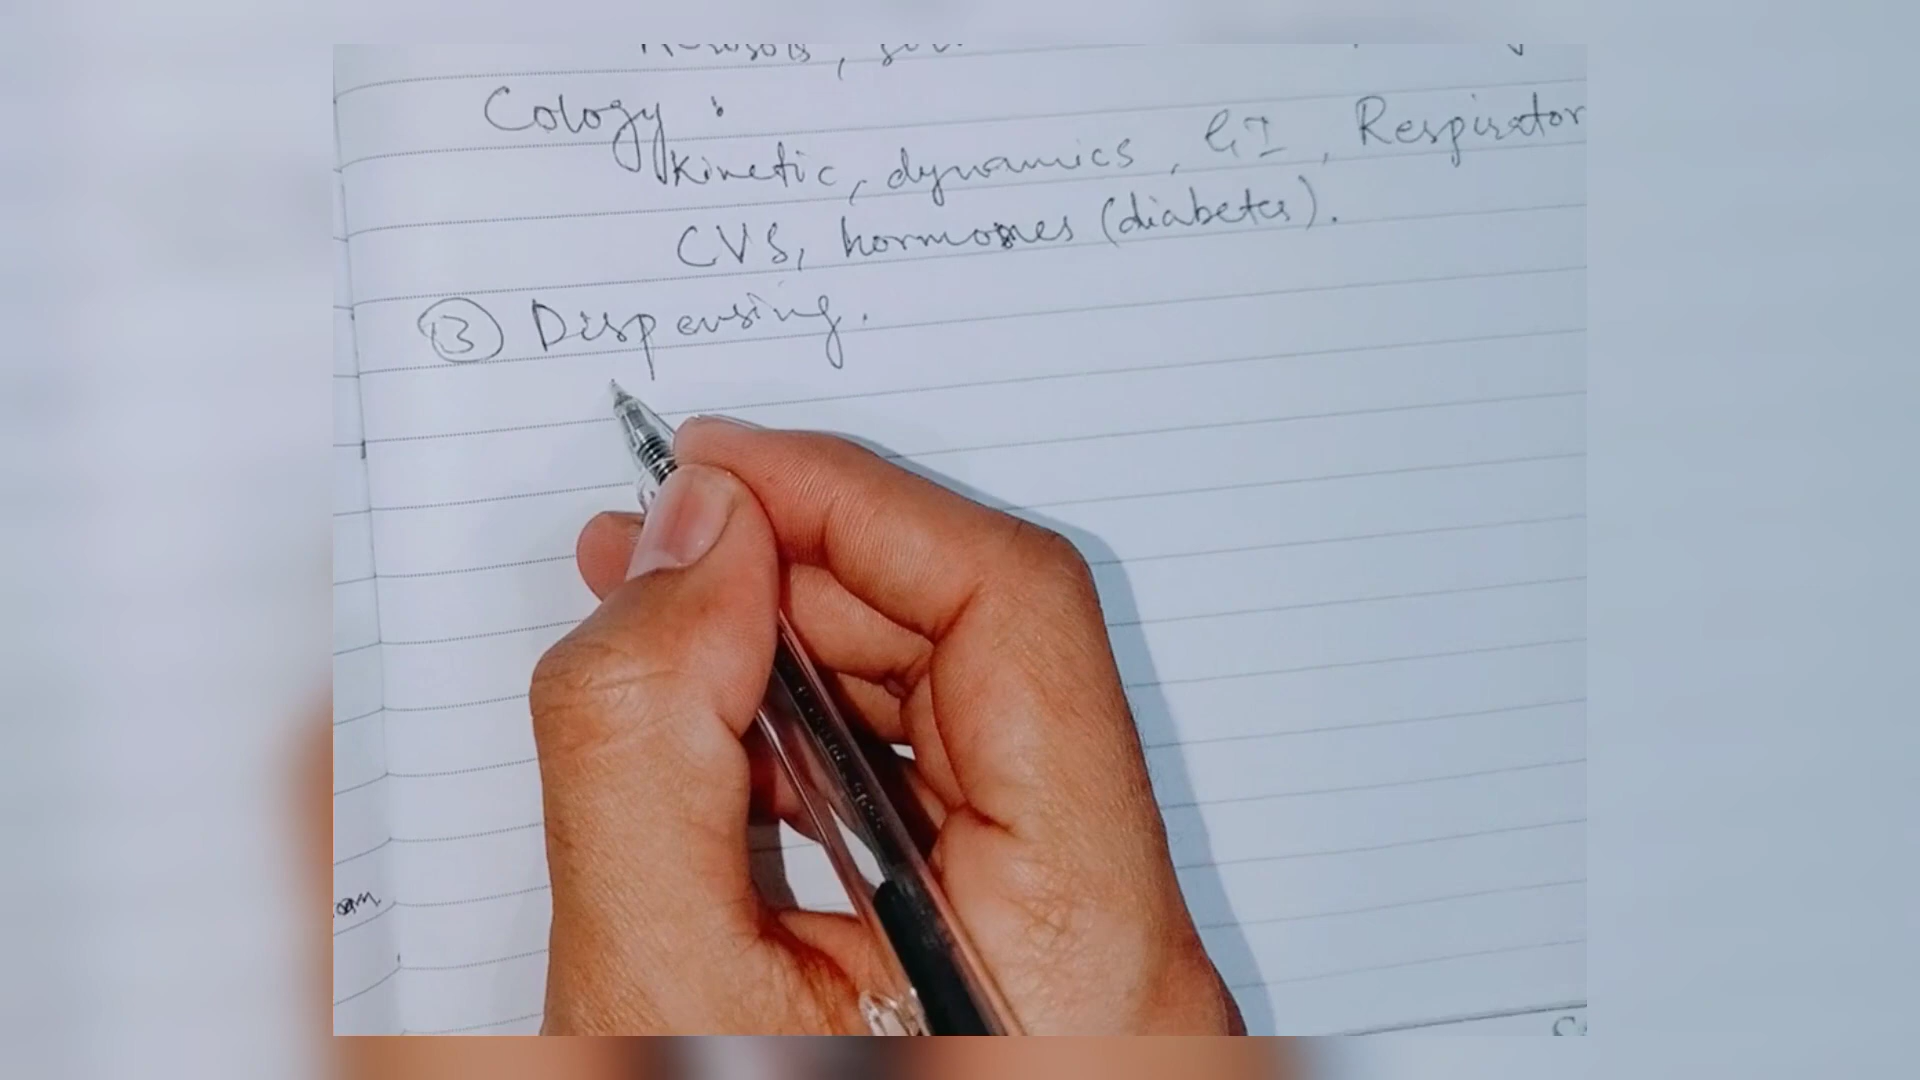 Cology :
Kinetic, dynamics, GI, Respirator
CVS, hormones (diabetes).
13 Dispensing.